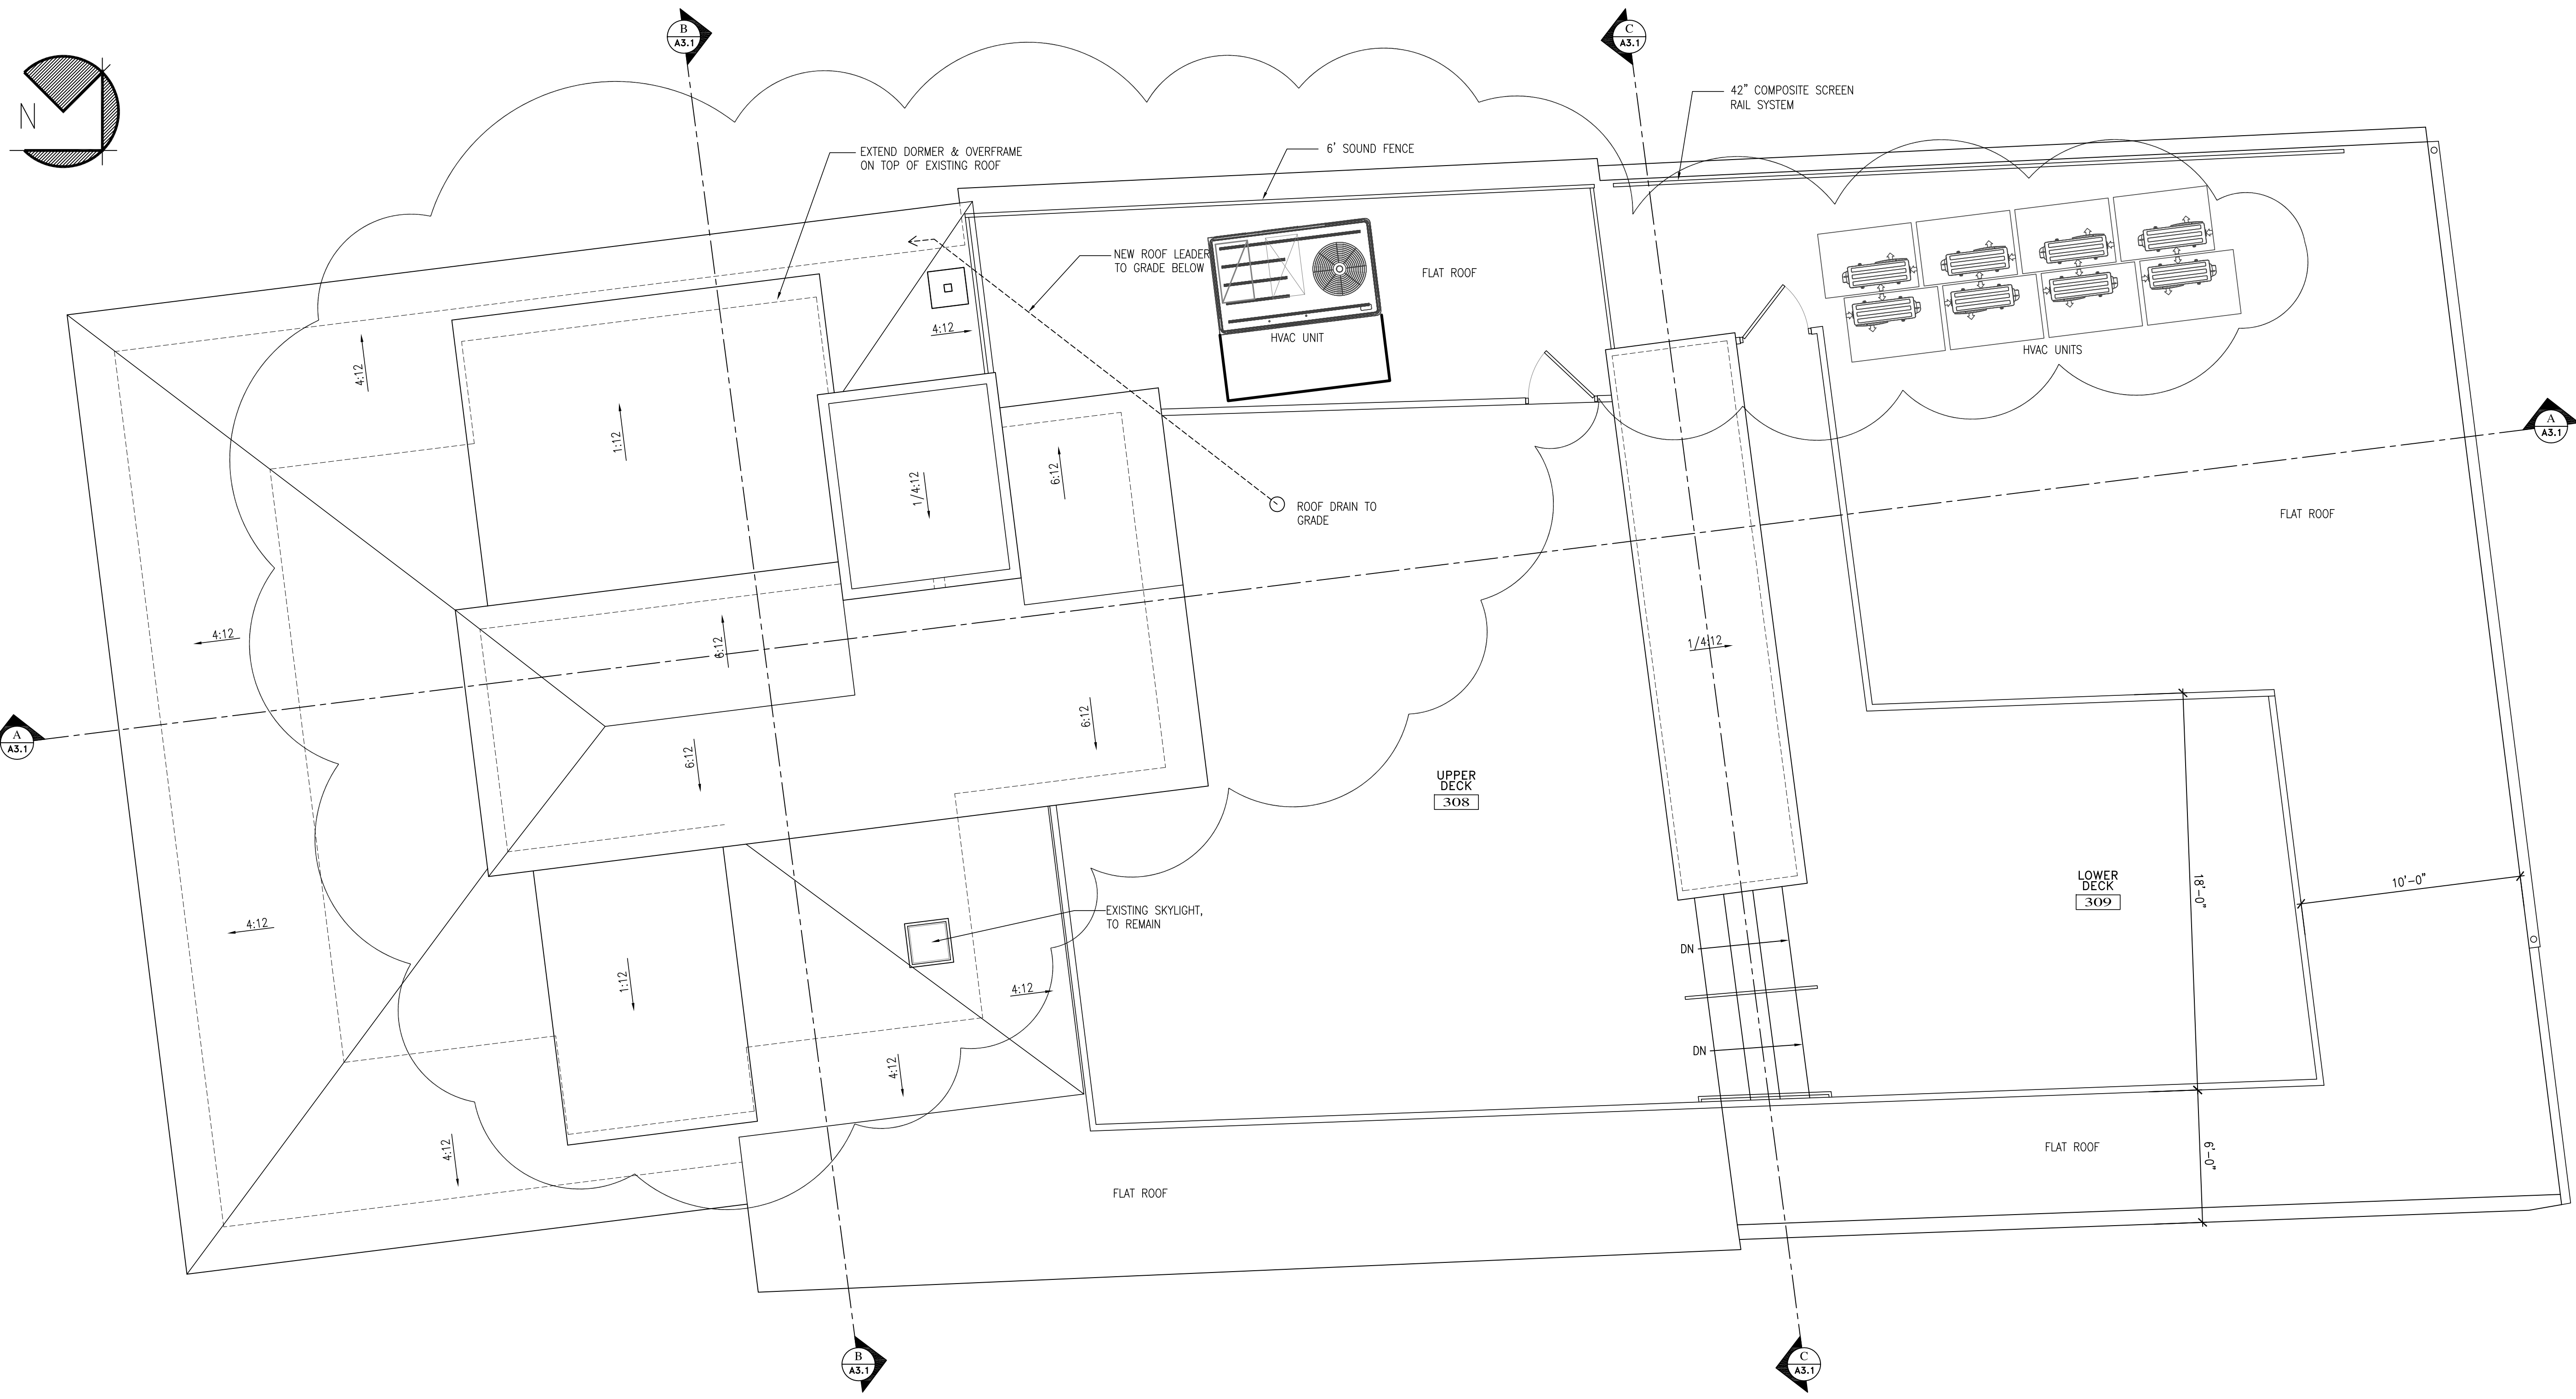 B
A3.1
C
A3.1
N
42" COMPOSITE SCREEN
RAIL SYSTEM
EXTEND DORMER & OVERFRAME
ON TOP OF EXISTING ROOF
6' SOUND FENCE
NEW ROOF LEADER
TO GRADE BELOW
FLAT ROOF
4:12
HVAC UNIT
HVAC UNITS
4:12
1:12
1/4:12
6:12
A
A3.1
ROOF DRAIN TO
GRADE
FLAT ROOF
4:12
6:12
1/4:12
A
A3.1
6:12
6:12
UPPER
DECK
308
LOWER
DECK
309
18'-0"
10'-0"
4:12
EXISTING SKYLIGHT,
TO REMAIN
DN
1:12
4:12
DN
4:12
4:12
FLAT ROOF
6'-0"
FLAT ROOF
B
A3.1
C
A3.1